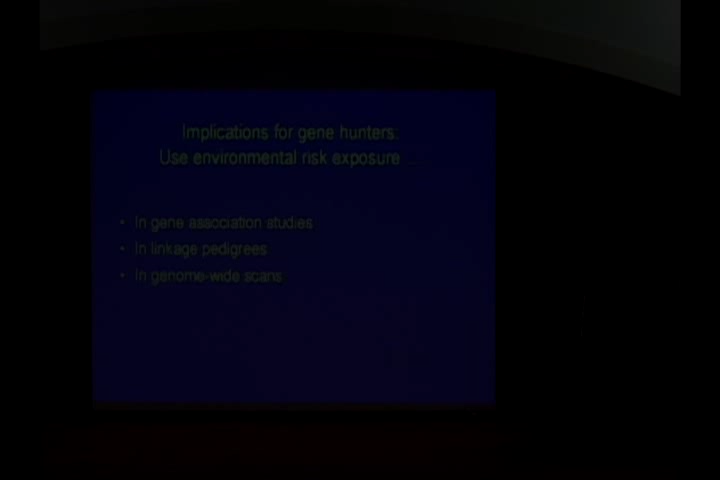 Implications for gene hunters:
Use environmental risk exposure ....
• In gene association studies
• In linkage pedigrees
• In genome-wide scans